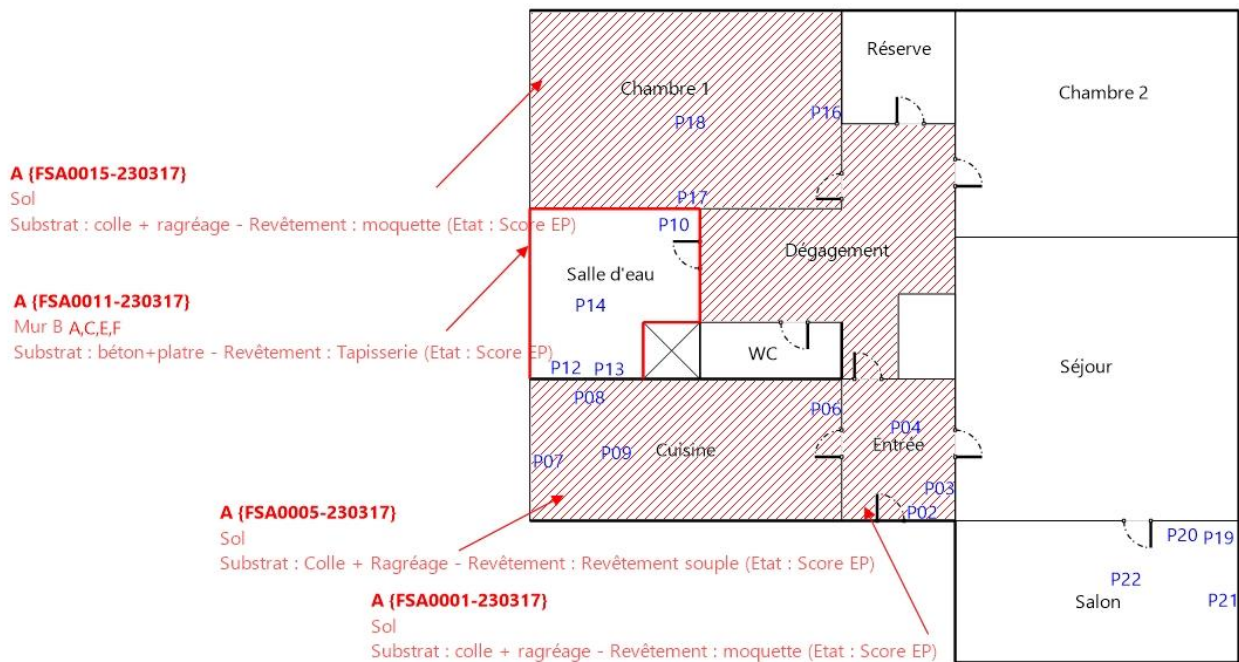 Réserve
Chambre 1
Chambre 2
P16
P18
A {FSA0015-230317}
Sol
Substrat : colle + ragréage - Revêtement : moquette (Etat : Score EP)
P17
P10
Dégagement
Salle d'eau
P14
A {FSA0011-230317}
Mur B A,C,E,F
Substrat : béton+platre - Revêtement : Tapisserie (Etat : Score EP)
WC
Séjour
P12
P13
P08
P06
P04
Entrée
P07
P09
Cuisine
P03
P02
A {FSA0005-230317}
Sol
Substrat : Colle + Ragréage - Revêtement : Revêtement souple (Etat : Score EP)
P20
P19
P22
Salon
P21
A {FSA0001-230317}
Sol
Substrat : colle + ragréage - Revêtement : moquette (Etat : Score EP)